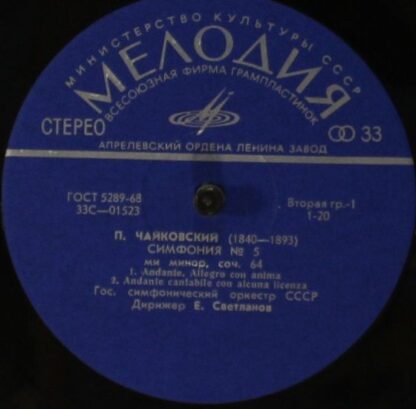 МИНИСТЕРСТВО КУЛЬТУРЫ СССР
МЕЛОДИЯ
ВСЕСОЮЗНАЯ ФИРМА ГРАМПЛАСТИНОК
СТЕРЕО
33
АПРЕЛЕВСКИЙ ОРДЕНА ЛЕНИНА ЗАВОД
ГОСТ 5289-68
33С—01523
Вторая гр.-1
1-20
П. ЧАЙКОВСКИЙ (1840—1893)
СИМФОНИЯ № 5
ми минор, соч. 64
1. Andante. Allegro con anima
2. Andante cantabile con alcuna licenza
Гос. симфонический оркестр СССР
Дирижер Е. Светланов